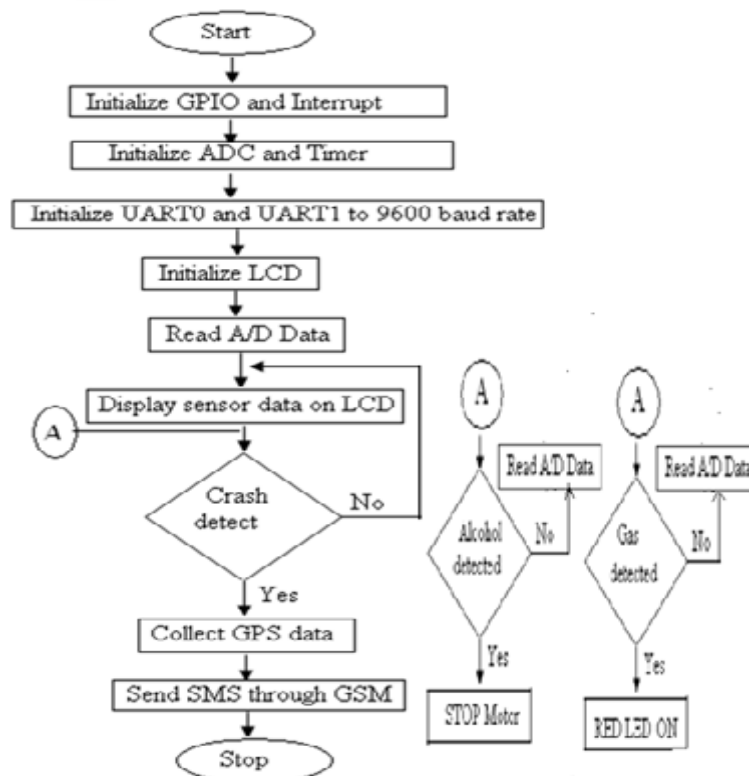 Start
Initialize GPIO and Interrupt
Initialize ADC and Timer
Initialize UART0 and UART1 to 9600 baud rate
Initialize LCD
Read A/D Data
Display sensor data on LCD
A
Crash
detect
No
Yes
Collect GPS data
Send SMS through GSM
Stop
A
Read A/D Data
Alcohol
detected
No
Yes
STOP Motor
A
Read A/D Data
Gas
detected
No
Yes
RED LED ON